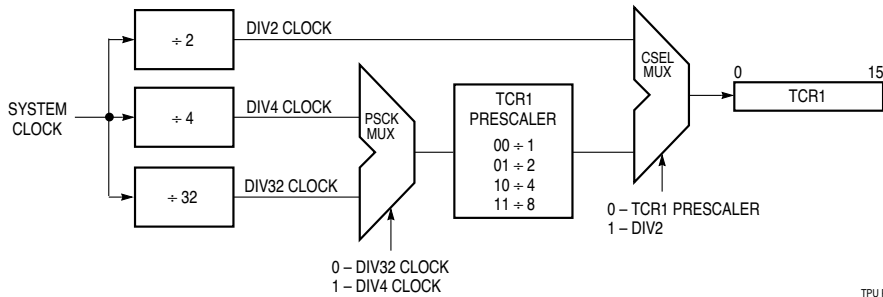 ÷ 2
DIV2 CLOCK
CSEL
MUX
0 15
TCR1
SYSTEM
CLOCK
÷ 4
DIV4 CLOCK
PSCK
MUX
TCR1
PRESCALER
00 ÷ 1
01 ÷ 2
10 ÷ 4
11 ÷ 8
÷ 32
DIV32 CLOCK
0 – TCR1 PRESCALER
1 – DIV2
0 – DIV32 CLOCK
1 – DIV4 CLOCK
TPU